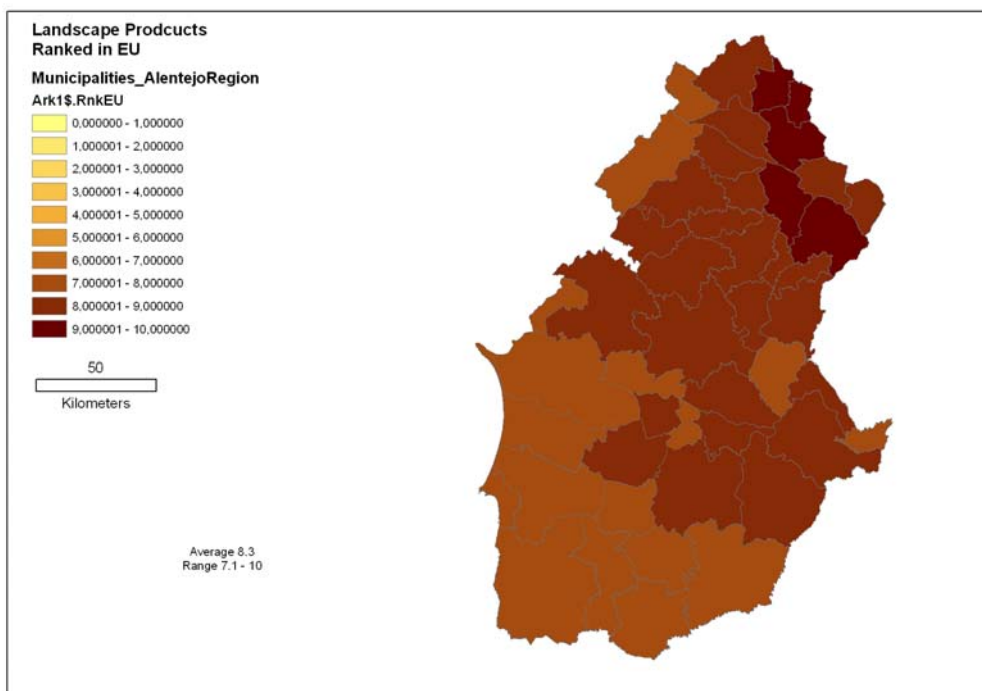 Landscape Prodcucts
Ranked in EU
Municipalities_AlentejoRegion
Ark1$.RnkEU
0,000000 - 1,000000
1,000001 - 2,000000
2,000001 - 3,000000
3,000001 - 4,000000
4,000001 - 5,000000
5,000001 - 6,000000
6,000001 - 7,000000
7,000001 - 8,000000
8,000001 - 9,000000
9,000001 - 10,000000
50
Kilometers
Average 8.3
Range 7.1 - 10